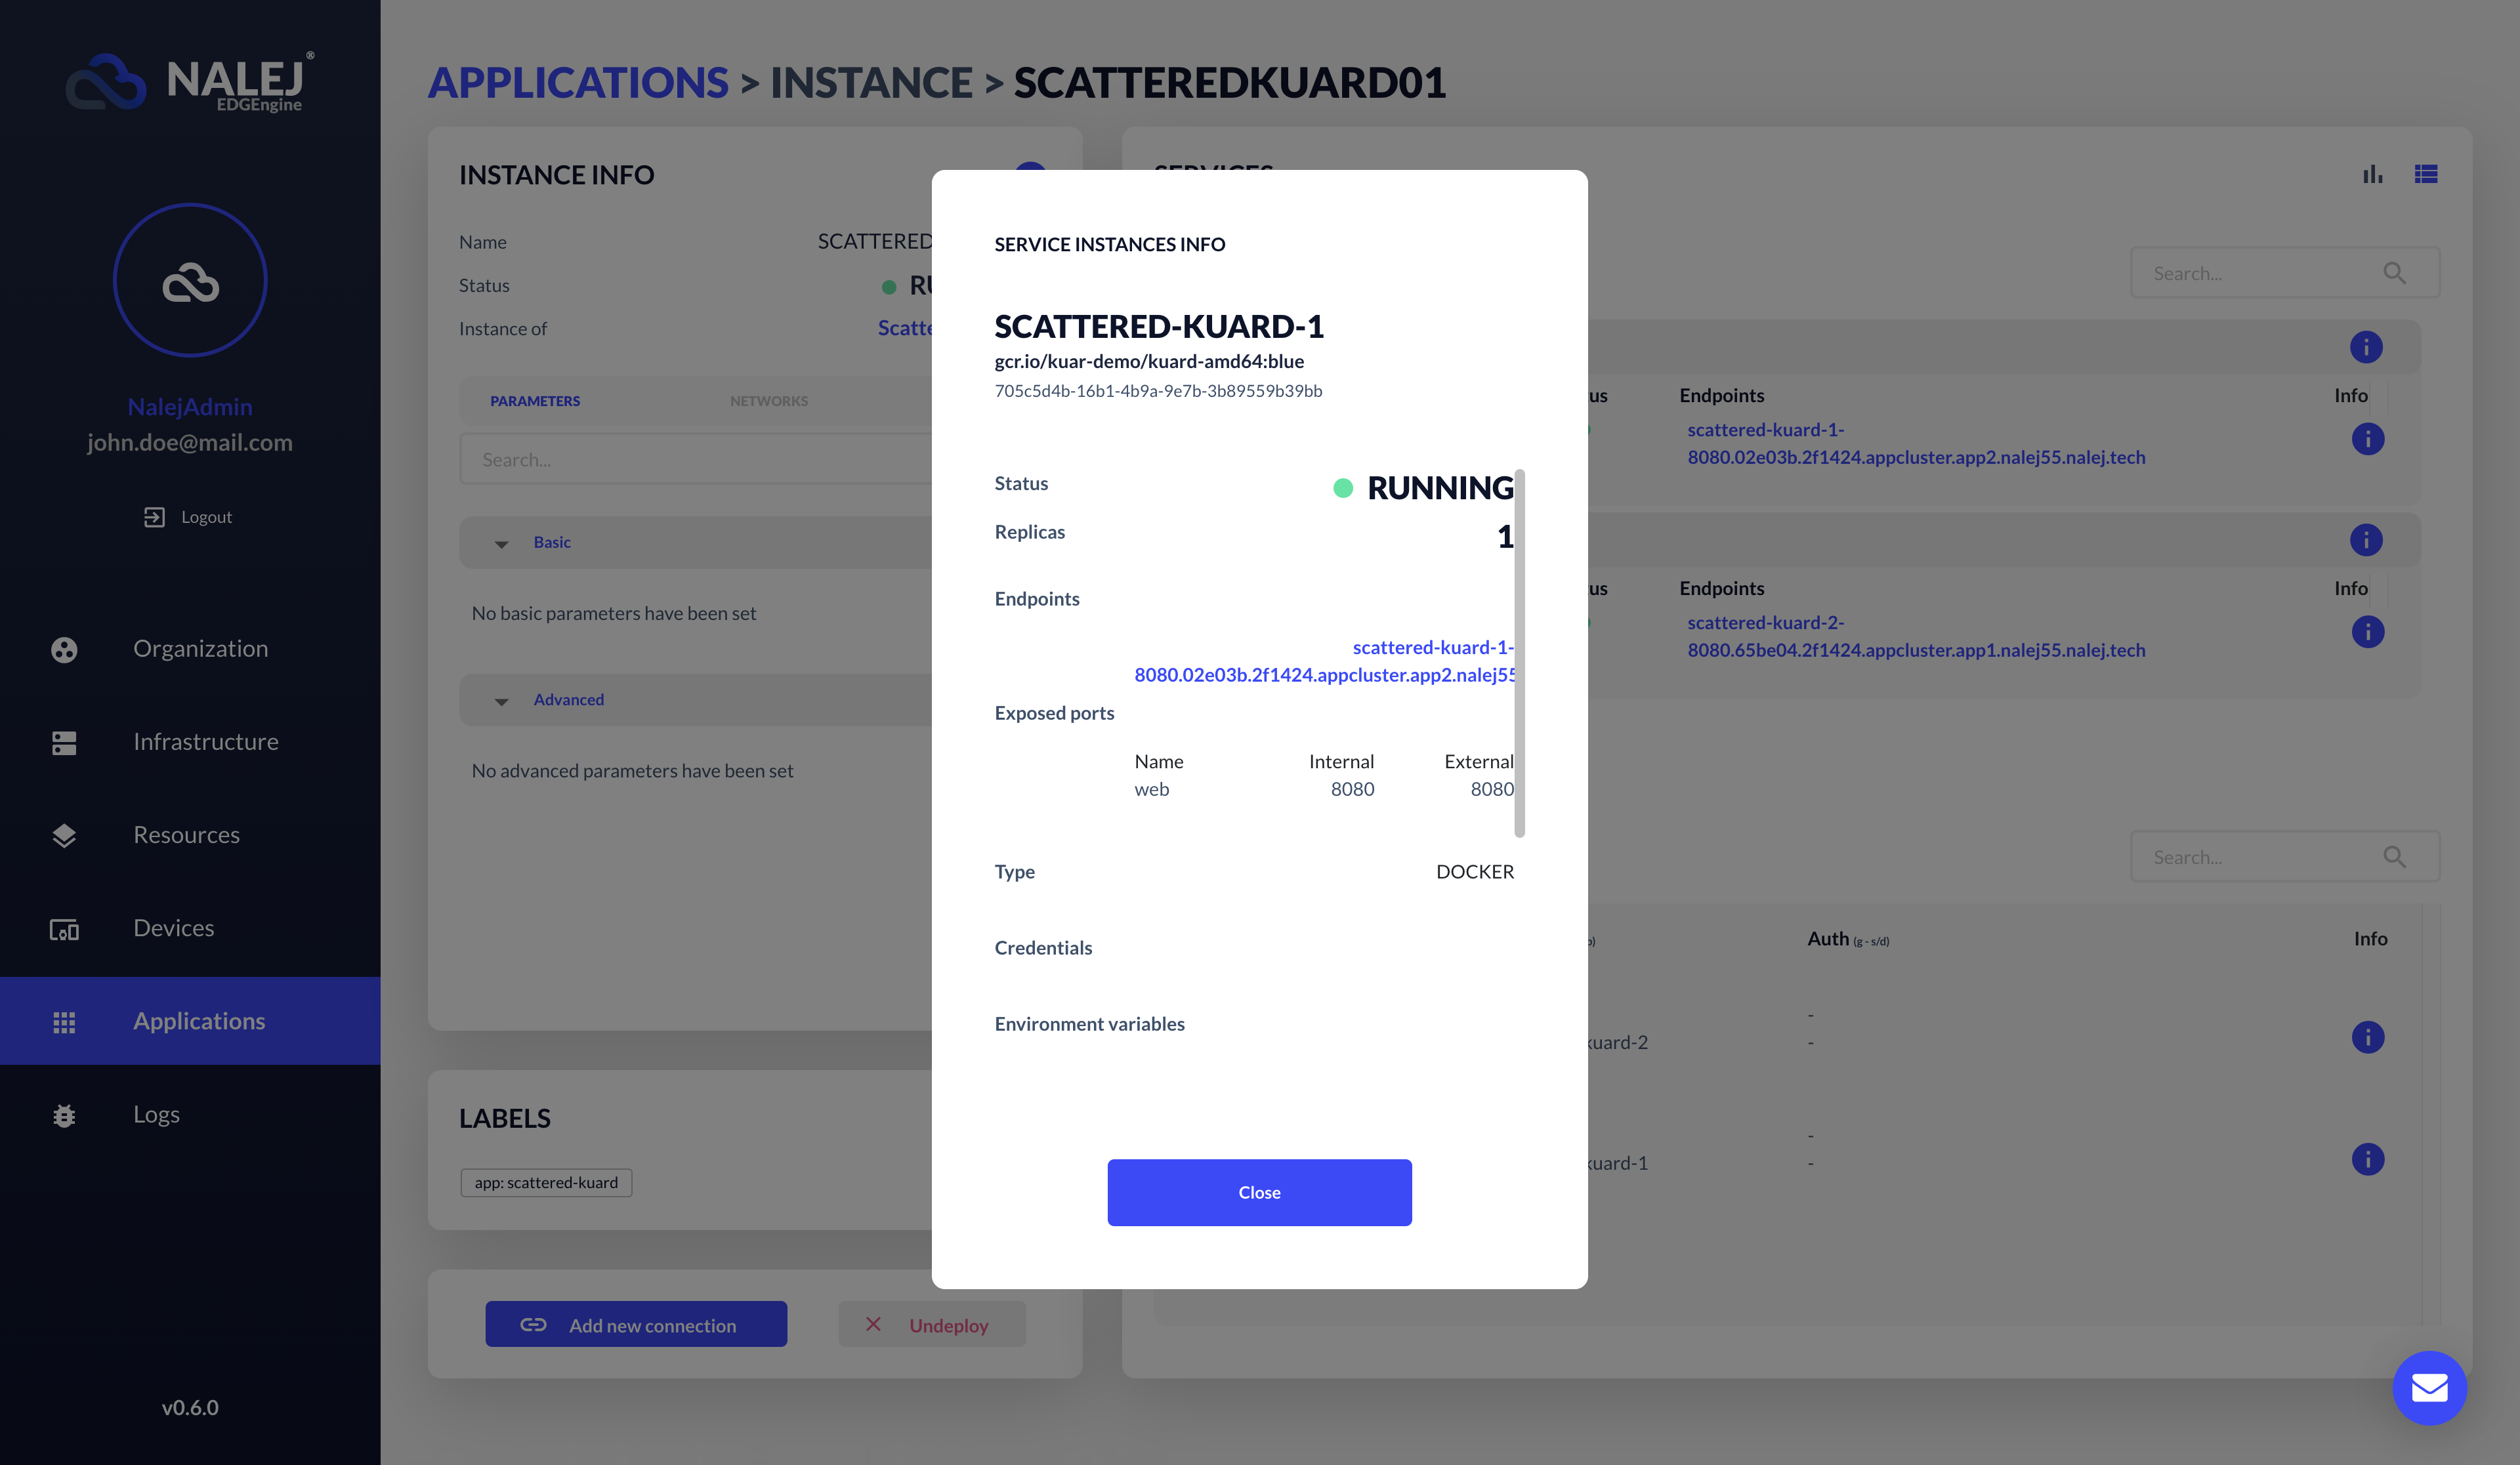 NALEJ®
EDGEngine
NalejAdmin
john.doe@mail.com
Logout
Organization
Infrastructure
Resources
Devices
Applications
Logs
v0.6.0
APPLICATIONS > INSTANCE > SCATTEREDKUARD01
INSTANCE INFO
Name SCATTERED
Status
Instance of Scatte
PARAMETERS NETWORKS
Search...
Basic
No basic parameters have been set
Advanced
No advanced parameters have been set
LABELS
app: scattered-kuard
Add new connection Undeploy
SERVICE INSTANCES INFO
SCATTERED-KUARD-1
gcr.io/kuar-demo/kuard-amd64:blue
705c5d4b-16b1-4b9a-9e7b-3b89559b39bb
Status RUNNING
Replicas 1
Endpoints
scattered-kuard-1-
8080.02e03b.2f1424.appcluster.app2.nalej55
Exposed ports
Name Internal External
web 8080 8080
Type DOCKER
Credentials
Environment variables
Close
SERVICES
Search...
us Endpoints Info
scattered-kuard-1-
8080.02e03b.2f1424.appcluster.app2.nalej55.nalej.tech
us Endpoints Info
scattered-kuard-2-
8080.65be04.2f1424.appcluster.app1.nalej55.nalej.tech
Search...
Auth (g - s/d) Info
-
kuard-2 -
-
kuard-1 -